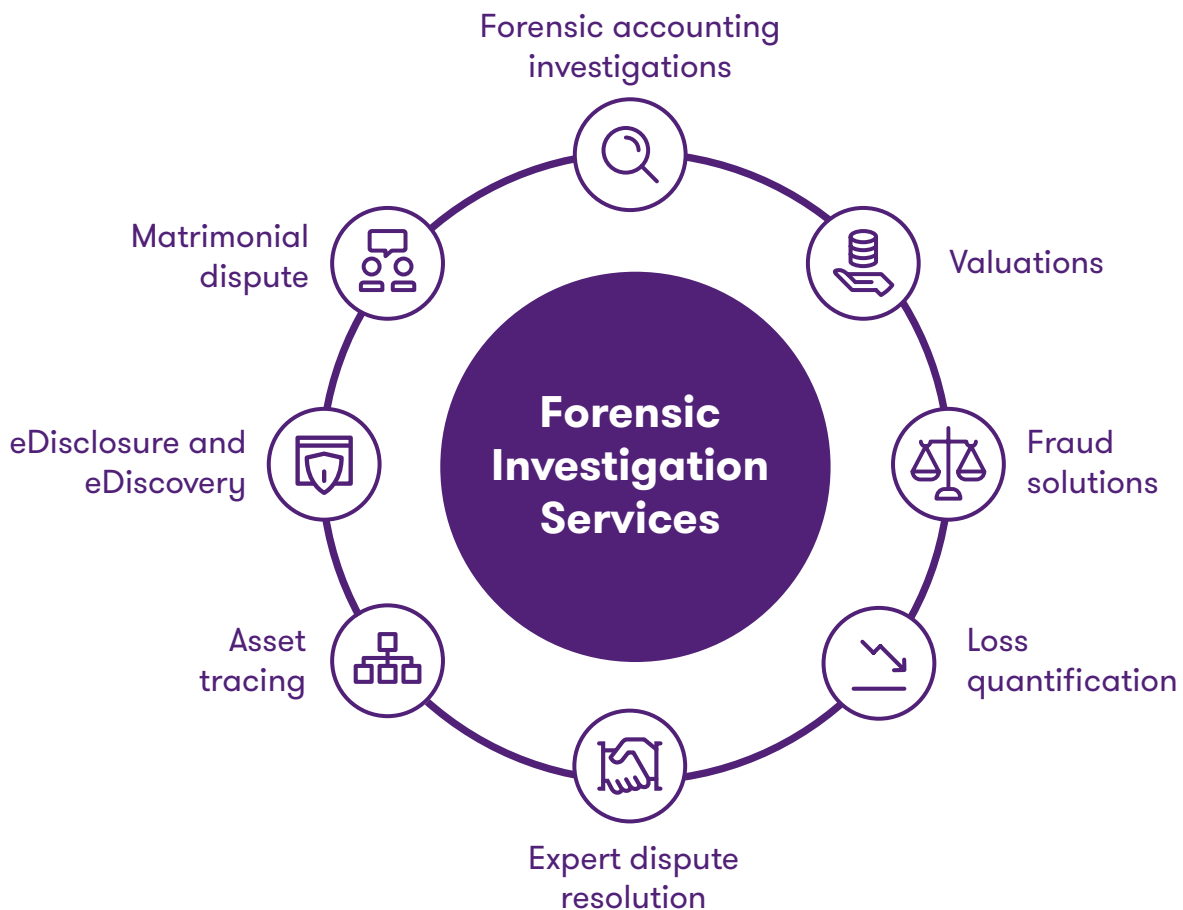 Forensic accounting
investigations
Matrimonial
dispute
Valuations
eDisclosure and
eDiscovery
Forensic
Investigation
Services
Fraud
solutions
Asset
tracing
Loss
quantification
Expert dispute
resolution